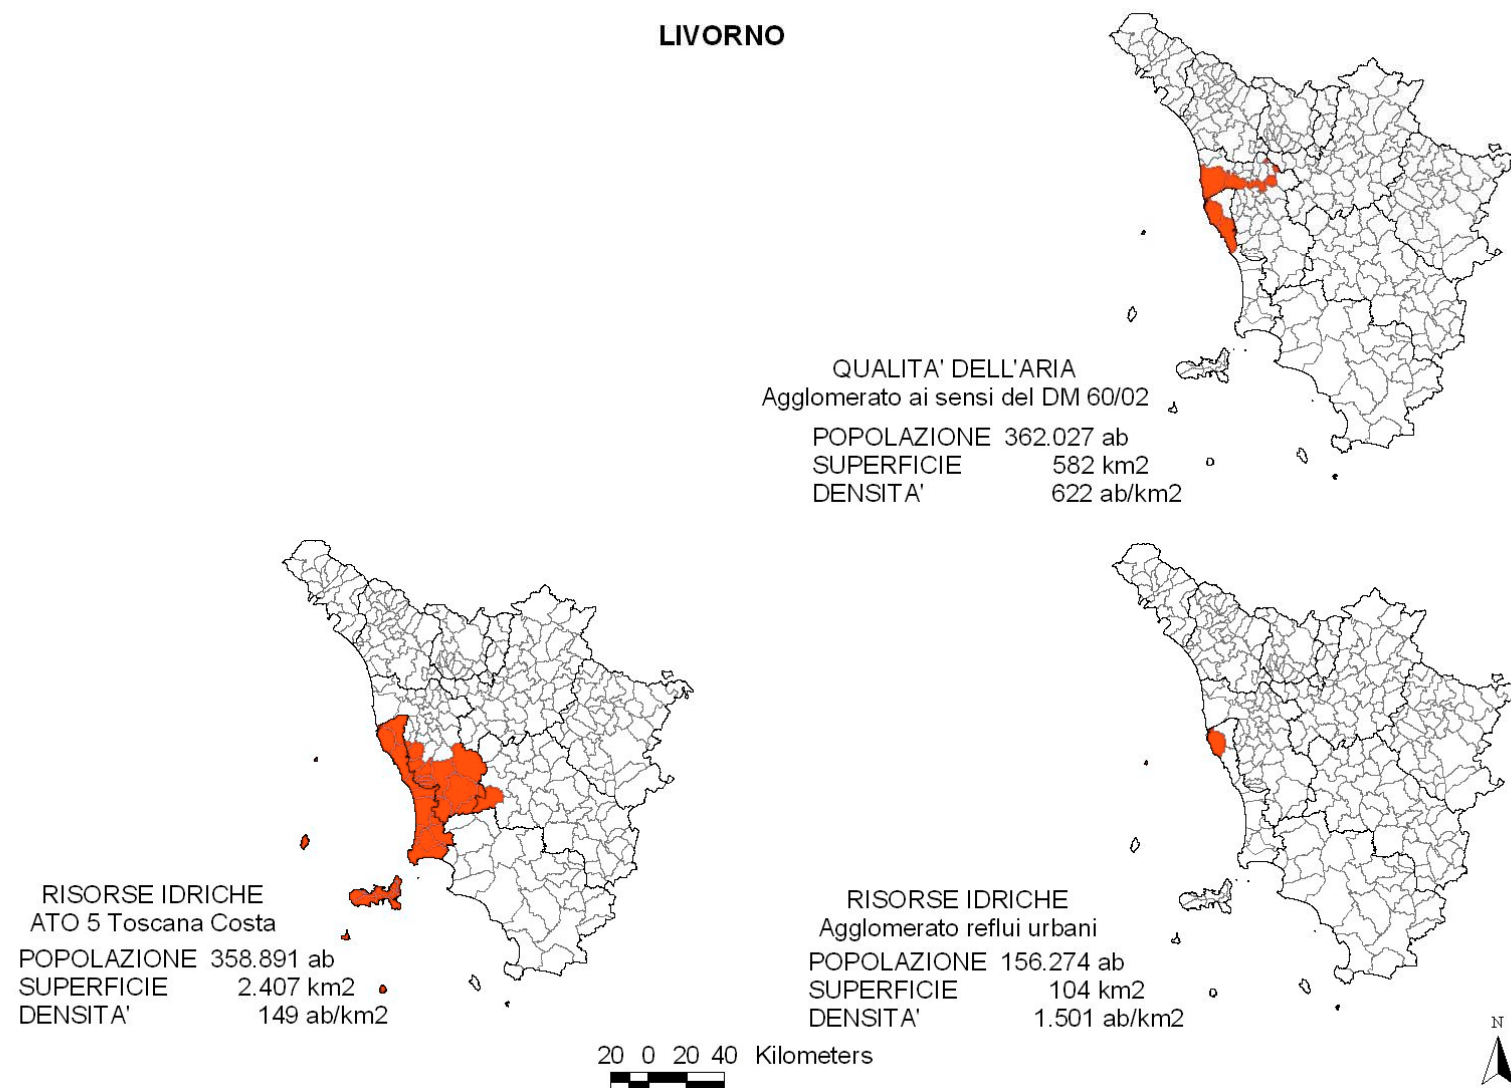 LIVORNO
QUALITA' DELL'ARIA
Agglomerato ai sensi del DM 60/02
POPOLAZIONE 362.027 ab
SUPERFICIE 582 km2
DENSITA' 622 ab/km2
RISORSE IDRICHE
ATO 5 Toscana Costa
POPOLAZIONE 358.891 ab
SUPERFICIE 2.407 km2
DENSITA' 149 ab/km2
RISORSE IDRICHE
Agglomerato reflui urbani
POPOLAZIONE 156.274 ab
SUPERFICIE 104 km2
DENSITA' 1.501 ab/km2
20 0 20 40 Kilometers
N